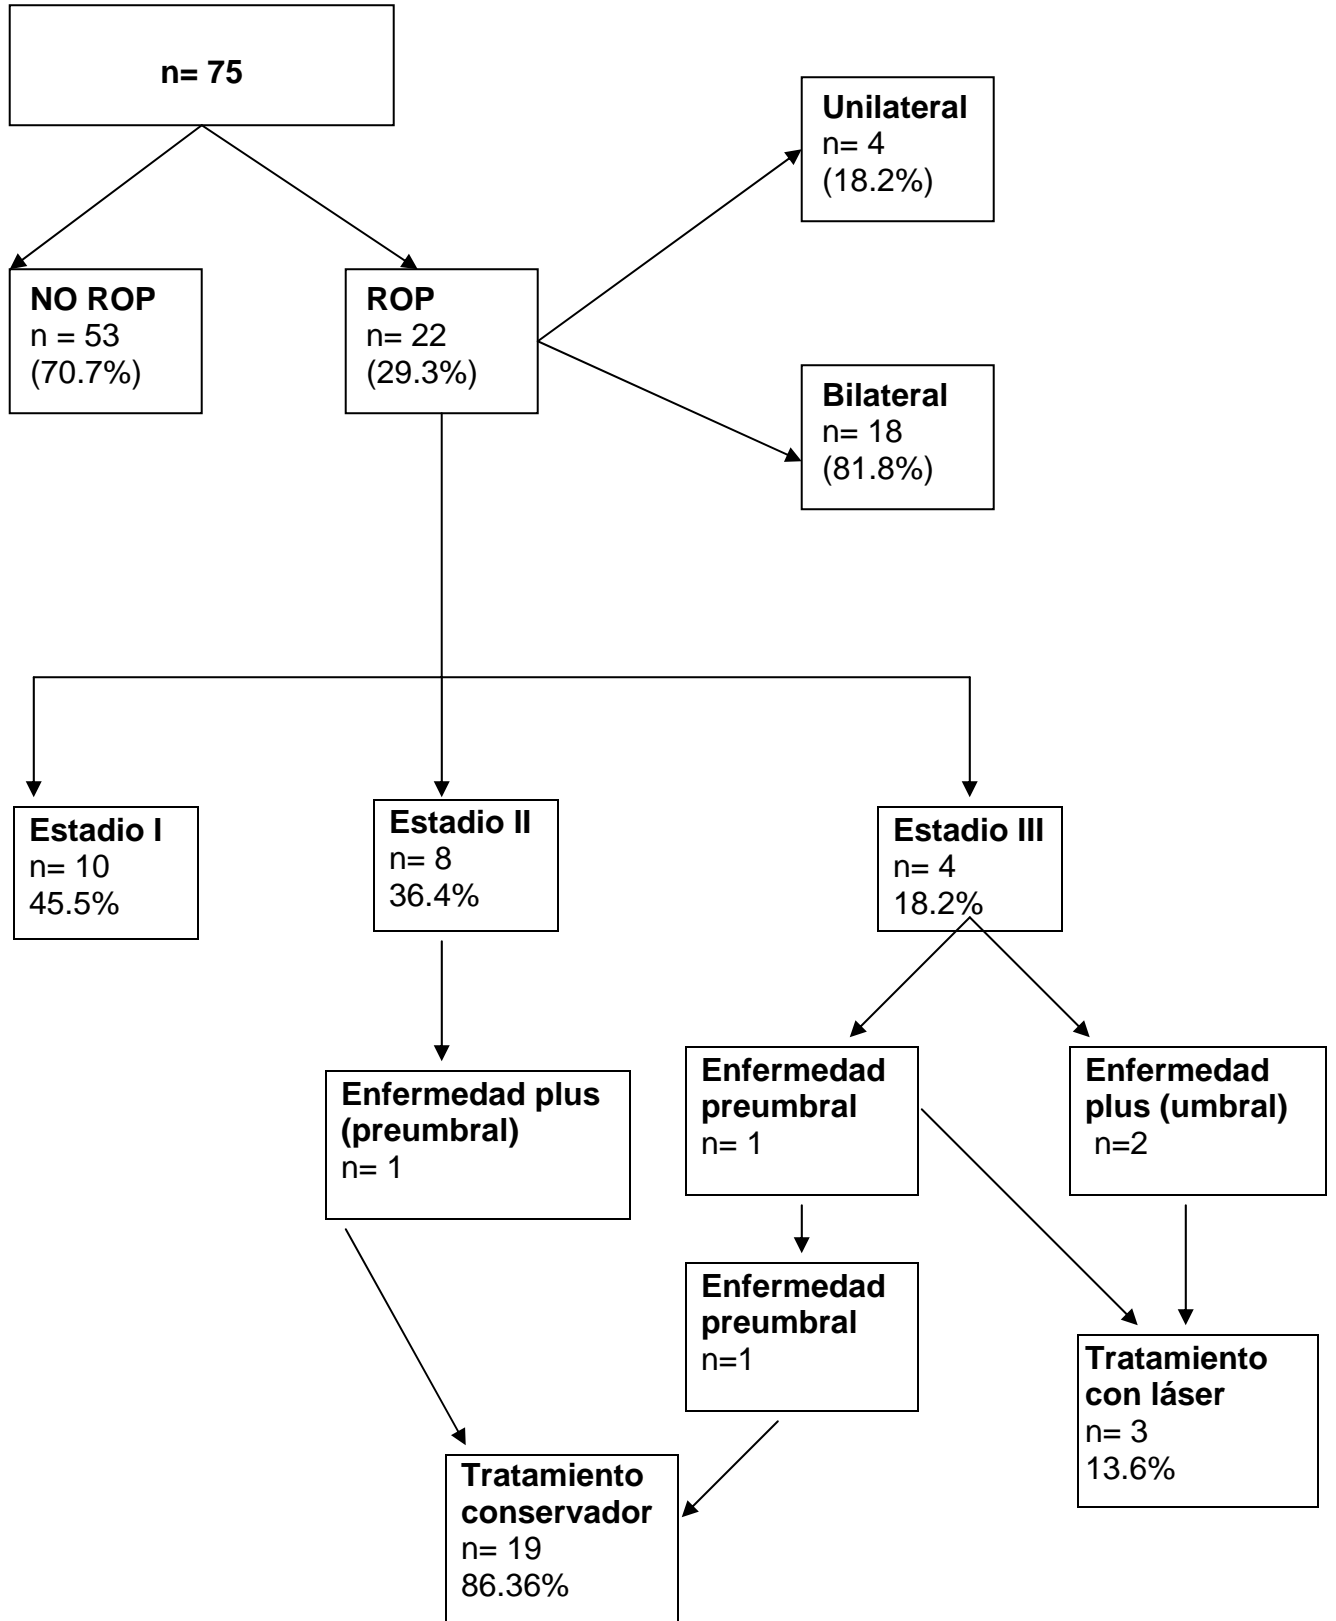 n= 75
Unilateral
n= 4
(18.2%)
NO ROP
n = 53
(70.7%)
ROP
n= 22
(29.3%)
Bilateral
n= 18
(81.8%)
Estadio I
n= 10
45.5%
Estadio II
n= 8
36.4%
Estadio III
n= 4
18.2%
Enfermedad plus
(preumbral)
n= 1
Enfermedad
preumbral
n= 1
Enfermedad
plus (umbral)
n=2
Enfermedad
preumbral
n=1
Tratamiento
con láser
n= 3
13.6%
Tratamiento
conservador
n= 19
86.36%